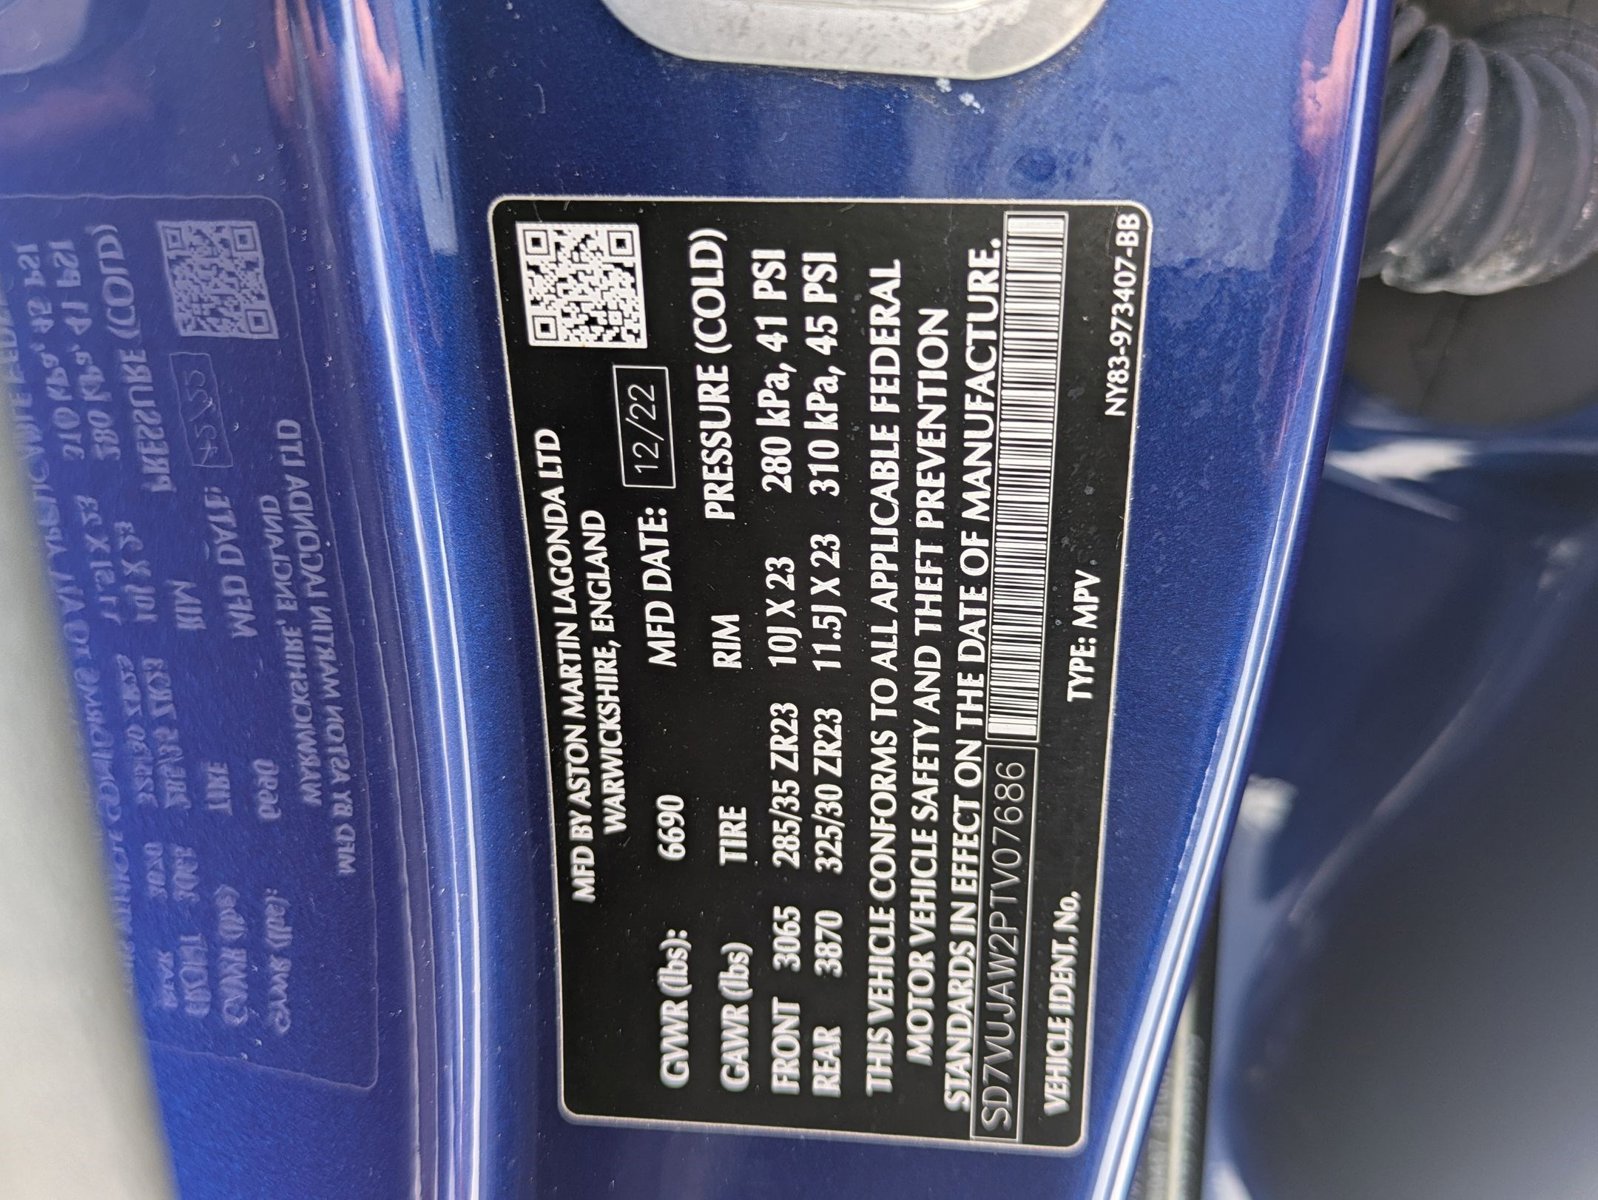 MFD BY ASTON MARTIN LAGONDA LTD
WARWICKSHIRE, ENGLAND
GVWR (lbs): 6690 MFD DATE: 12/22
GAWR (lbs) TIRE RIM PRESSURE (COLD)
FRONT 3065 285/35 ZR23 10J X 23 280 kPa, 41 PSI
REAR 3870 325/30 ZR23 11.5J X 23 310 kPa, 45 PSI
THIS VEHICLE CONFORMS TO ALL APPLICABLE FEDERAL
MOTOR VEHICLE SAFETY AND THEFT PREVENTION
STANDARDS IN EFFECT ON THE DATE OF MANUFACTURE.
SD7VUJAW2PTV07686
VEHICLE IDENT. No. TYPE: MPV
NY83-973407-BB